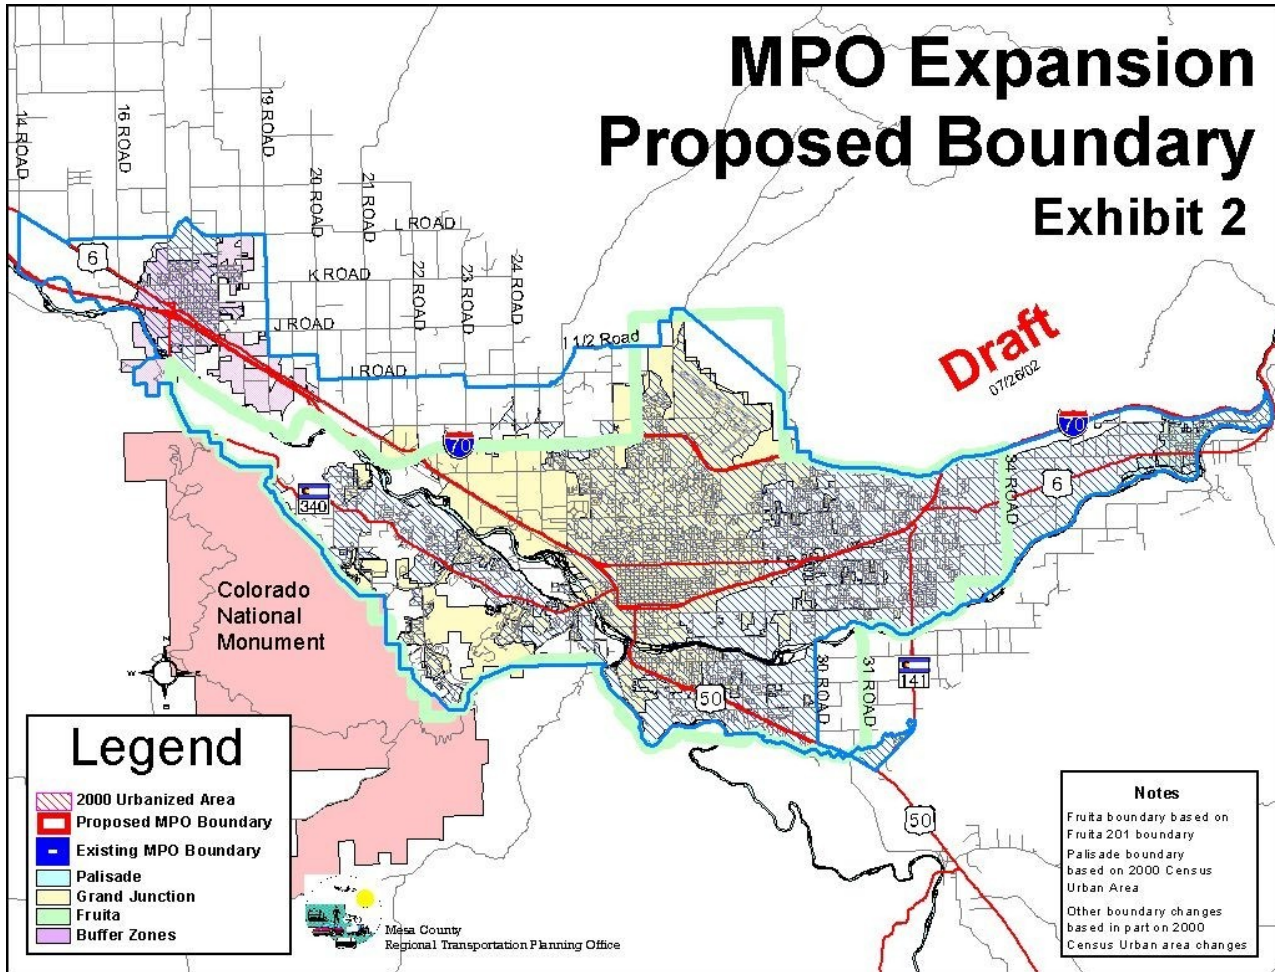 MPO Expansion
Proposed Boundary
Exhibit 2
Draft
07/26/02
14 ROAD
16 ROAD
19 ROAD
20 ROAD
21 ROAD
22 ROAD
23 ROAD
24 ROAD
L ROAD
K ROAD
J ROAD
I ROAD
I 1/2 Road
6
70
70
6
34 ROAD
340
Colorado
National
Monument
30 ROAD
31 ROAD
141
50
50
W
Legend
2000 Urbanized Area
Proposed MPO Boundary
Existing MPO Boundary
Palisade
Grand Junction
Fruita
Buffer Zones
Mesa County
Regional Transportation Planning Office
Notes
Fruita boundary based on
Fruita 201 boundary
Palisade boundary
based on 2000 Census
Urban Area
Other boundary changes
based in part on 2000
Census Urban area changes